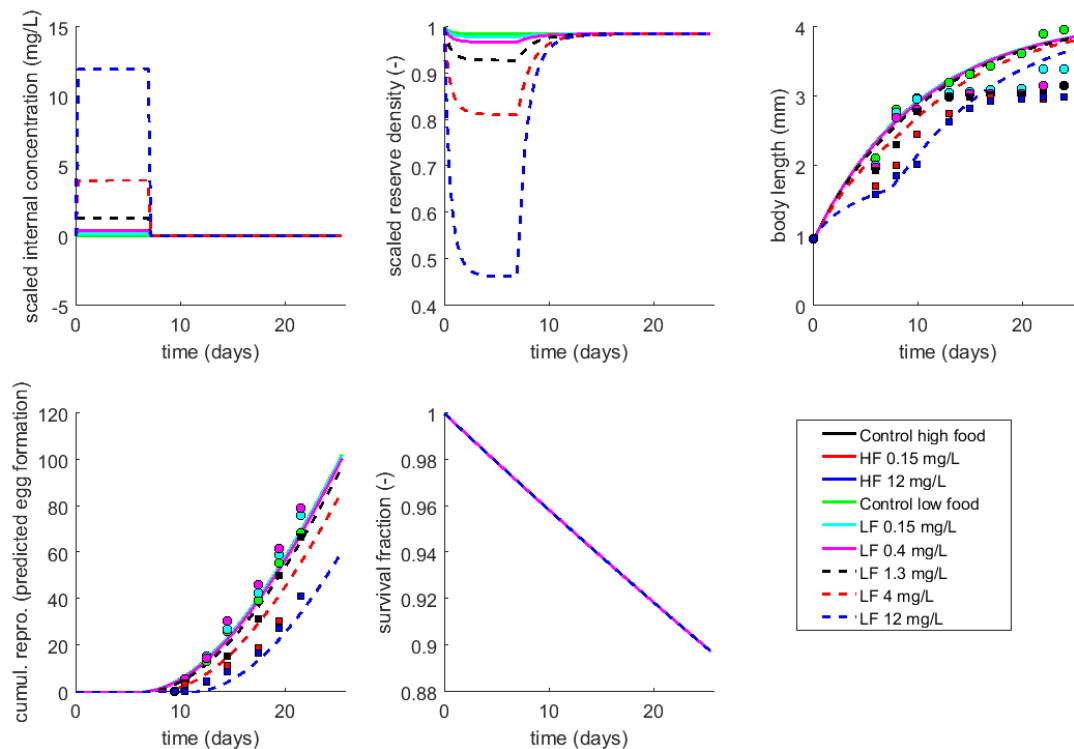 15
10
5
0
-5
scaled internal concentration (mg/L)
0 10 20
time (days)
1
0.9
0.8
0.7
0.6
0.5
0.4
scaled reserve density (-)
0 10 20
time (days)
4
3
2
1
0
body length (mm)
0 10 20
time (days)
120
100
80
60
40
20
0
cumul. repro. (predicted egg formation)
0 10 20
time (days)
1
0.98
0.96
0.94
0.92
0.9
0.88
survival fraction (-)
0 10 20
time (days)
Control high food
HF 0.15 mg/L
HF 12 mg/L
Control low food
LF 0.15 mg/L
LF 0.4 mg/L
LF 1.3 mg/L
LF 4 mg/L
LF 12 mg/L